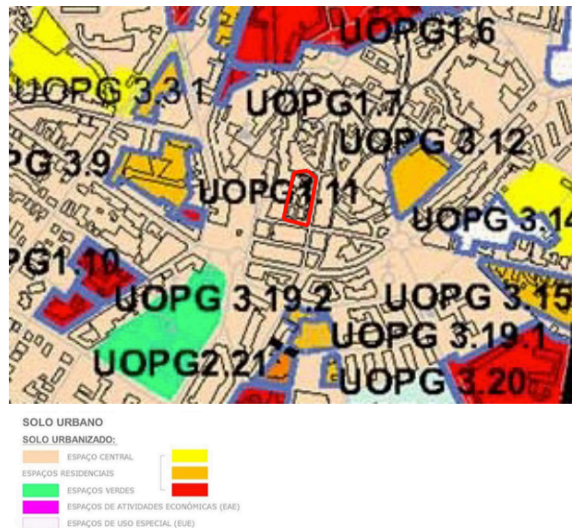 UOPG1.6
UOPG 3.3 1
UOPG1.7
UOPG 3.12
PG 3.9
UOPG1.11
UOPG 3.14
PG1.10
UOPG 3.19.2
UOPG 3.15
UOPG 3.19.1
UOPG2.21
UOPG 3.20
SOLO URBANO
SOLO URBANIZADO:
ESPAÇO CENTRAL
ESPAÇOS RESIDENCIAIS
ESPAÇOS VERDES
ESPAÇOS DE ATIVIDADES ECONÓMICAS (EAE)
ESPAÇOS DE USO ESPECIAL (EUE)